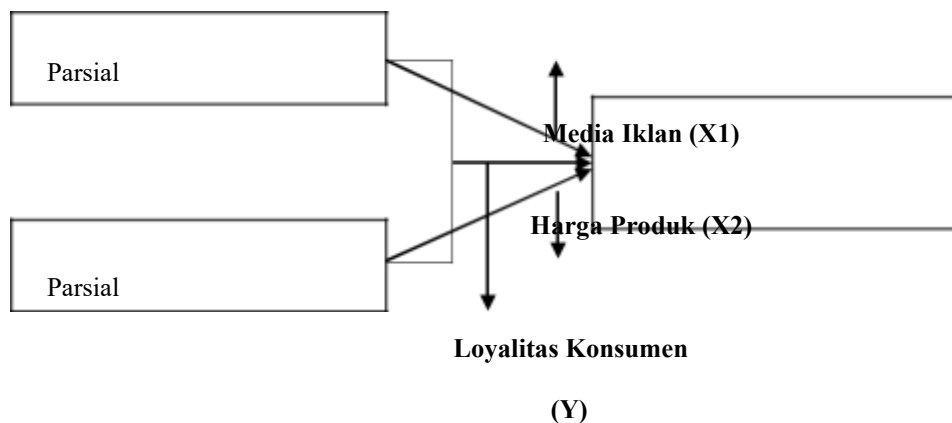 Parsial
Media Iklan (X1)
Harga Produk (X2)
Parsial
Loyalitas Konsumen
(Y)